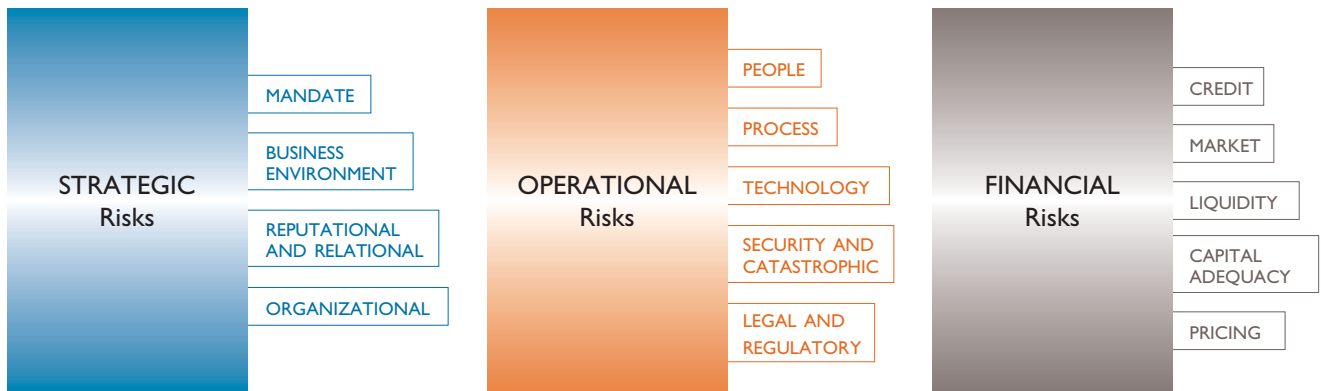 STRATEGIC
Risks
MANDATE
BUSINESS
ENVIRONMENT
REPUTATIONAL
AND RELATIONAL
ORGANIZATIONAL
OPERATIONAL
Risks
PEOPLE
PROCESS
TECHNOLOGY
SECURITY AND
CATASTROPHIC
LEGAL AND
REGULATORY
FINANCIAL
Risks
CREDIT
MARKET
LIQUIDITY
CAPITAL
ADEQUACY
PRICING